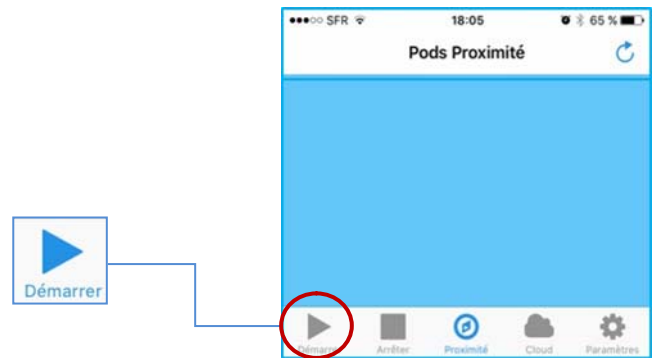 SFR 18:05 65 %
Pods Proximité
Démarrer
Démarrer Arrêter Proximité Cloud Paramètres